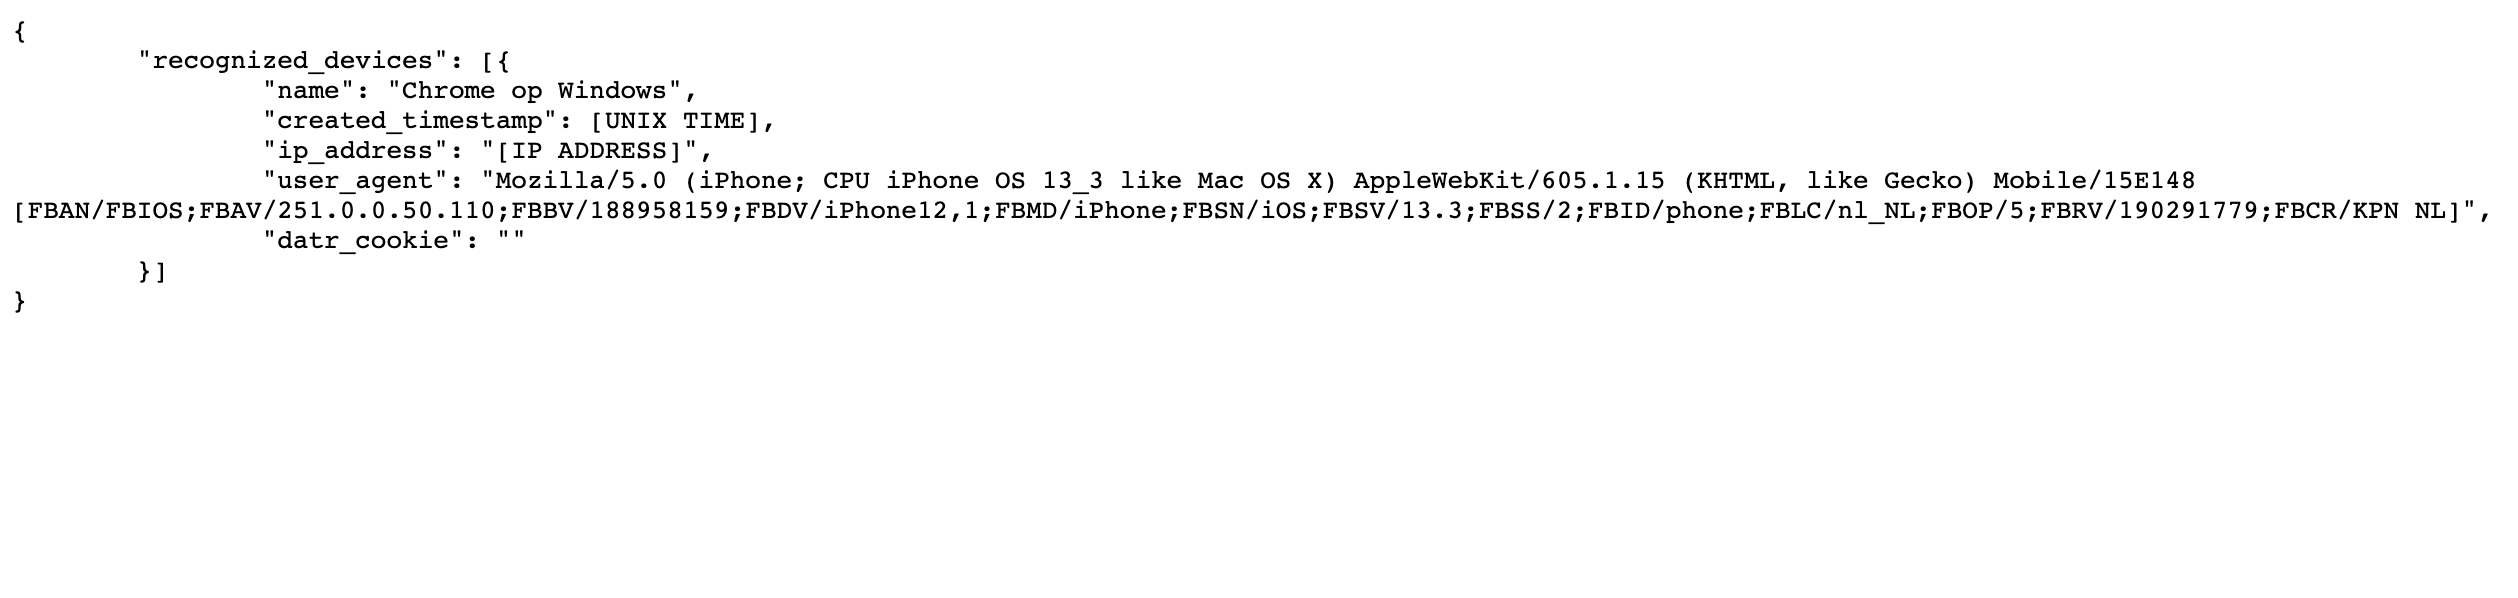 {
"recognized_devices": [{
"name": "Chrome op Windows",
"created_timestamp": [UNIX TIME],
"ip_address": "[IP ADDRESS]",
"user_agent": "Mozilla/5.0 (iPhone; CPU iPhone OS 13_3 like Mac OS X) AppleWebKit/605.1.15 (KHTML, like Gecko) Mobile/15E148
[FBAN/FBIOS;FBAV/251.0.0.50.110;FBBV/188958159;FBDV/iPhone12,1;FBMD/iPhone;FBSN/iOS;FBSV/13.3;FBSS/2;FBID/phone;FBLC/nl_NL;FBOP/5;FBRV/190291779;FBCR/KPN NL]",
"datr_cookie": ""
}]
}